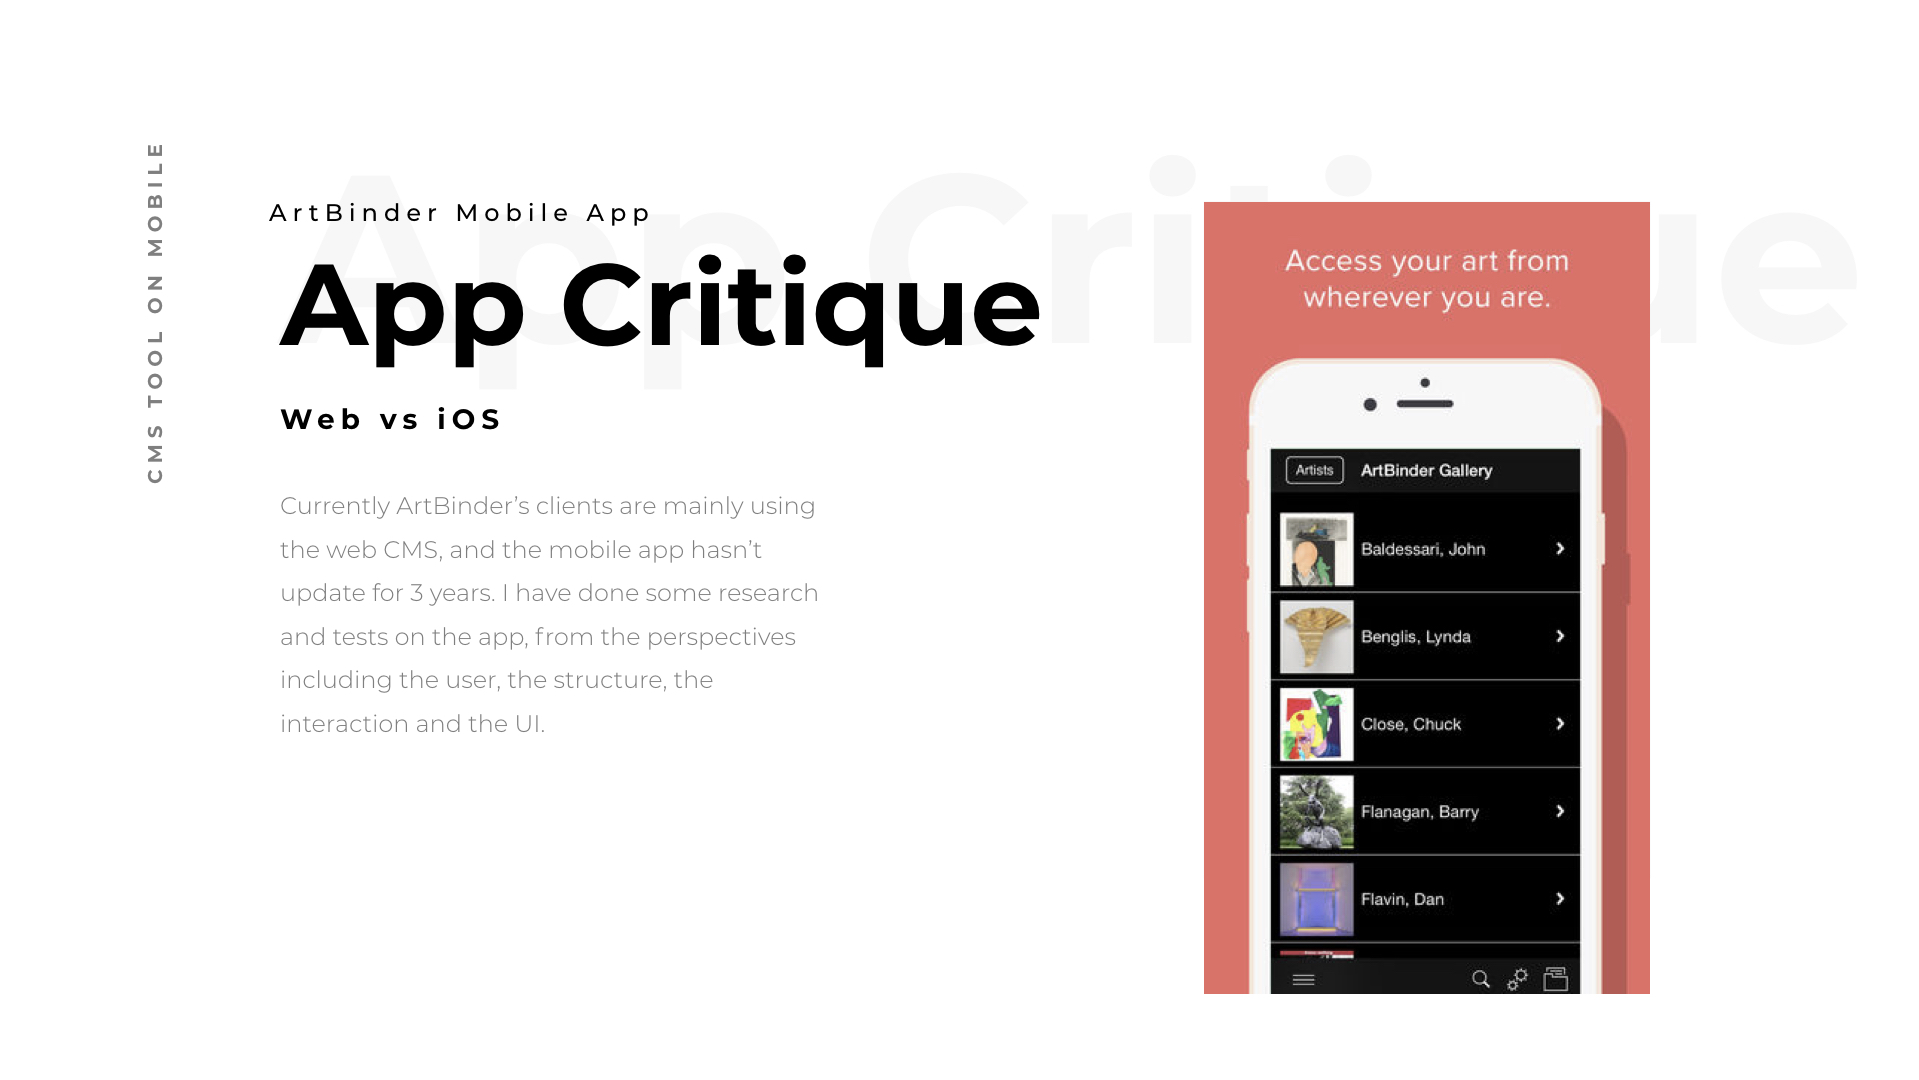 CMS TOOL ON MOBILE
App Critique
ArtBinder Mobile App
App Critique
Web vs iOS
Currently ArtBinder’s clients are mainly using
the web CMS, and the mobile app hasn’t
update for 3 years. I have done some research
and tests on the app, from the perspectives
including the user, the structure, the
interaction and the UI.
Access your art from
wherever you are.
Artists ArtBinder Gallery
Baldessari, John
Benglis, Lynda
Close, Chuck
Flanagan, Barry
Flavin, Dan